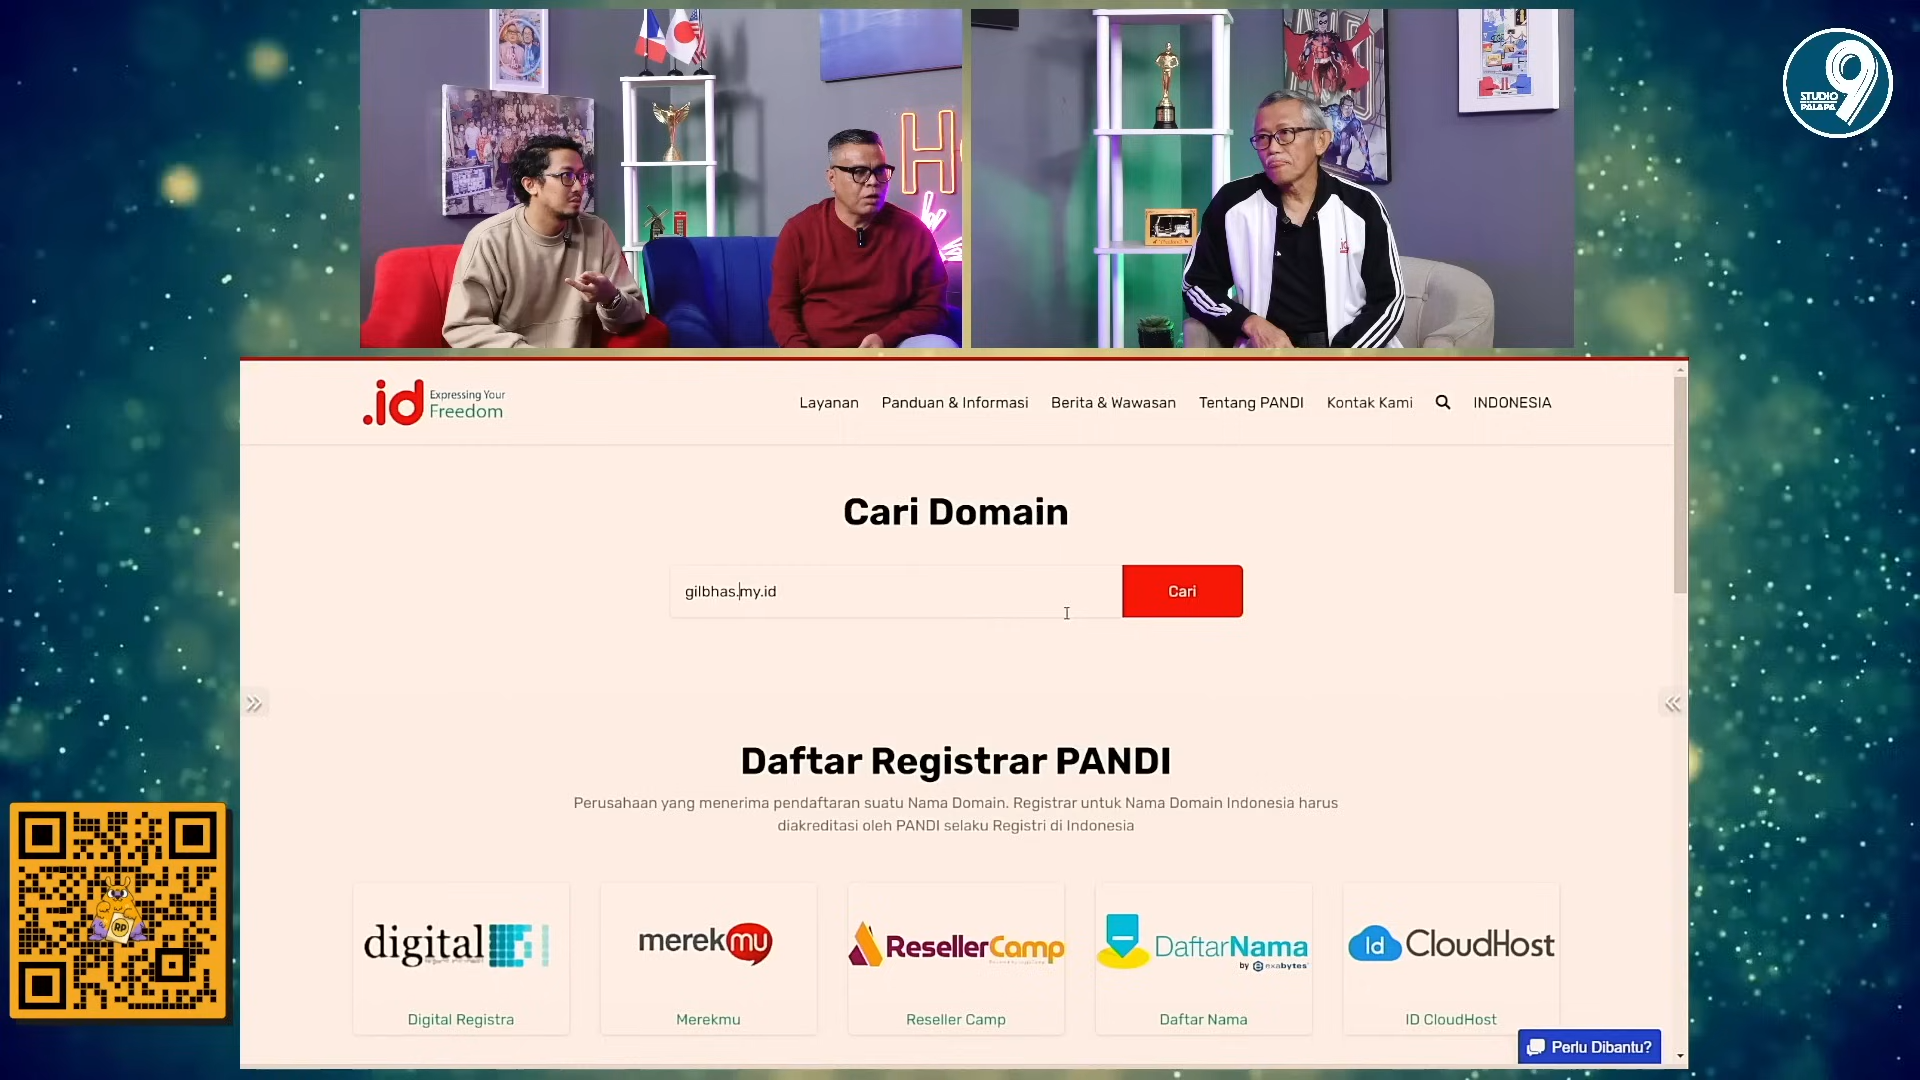 STUDIO
PALAPA
9
.id Expressing Your
Freedom
Layanan
Panduan & Informasi
Berita & Wawasan
Tentang PANDI
Kontak Kami
INDONESIA
Cari Domain
gilbhas.my.id
Cari
Daftar Registrar PANDI
Perusahaan yang menerima pendaftaran suatu Nama Domain. Registrar untuk Nama Domain Indonesia harus
diakreditasi oleh PANDI selaku Registri di Indonesia
digital
merekmu
ResellerCamp
DaftarNama
by exabytes
Id CloudHost
Digital Registra
Merekmu
Reseller Camp
Daftar Nama
ID CloudHost
Perlu Dibantu?
RP